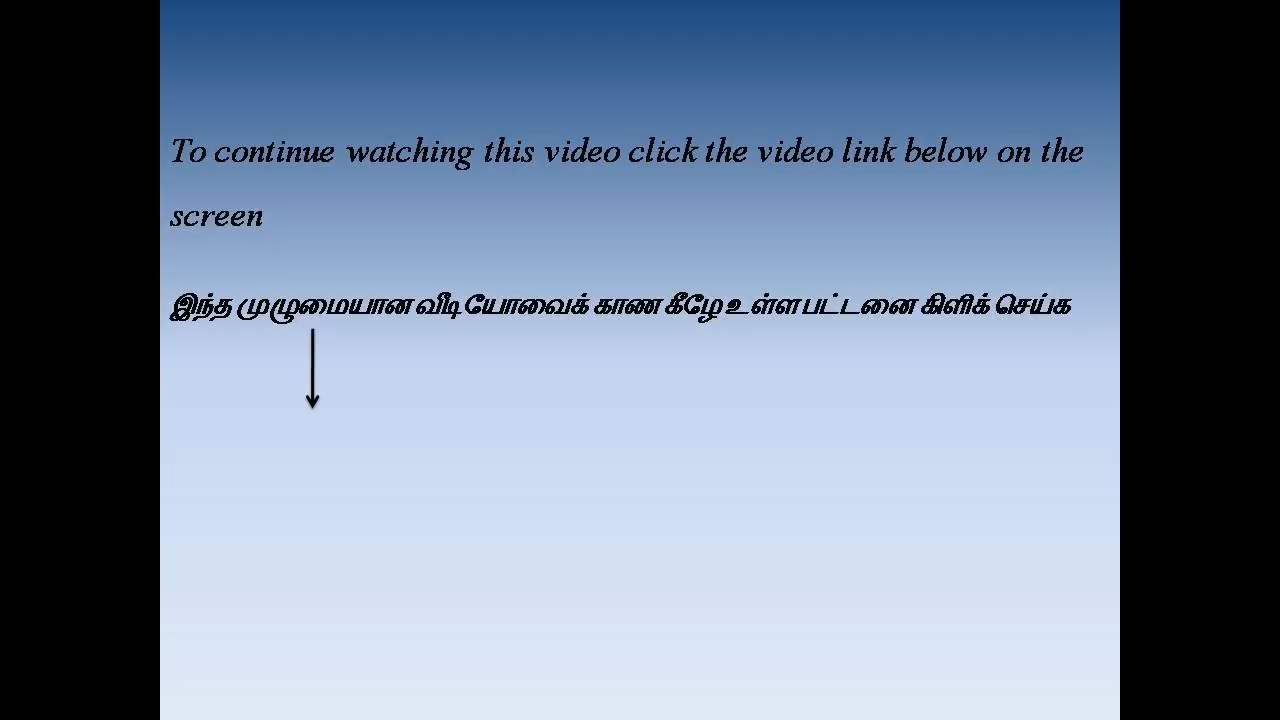 To continue watching this video click the video link below on the
screen
இந்த முழுமையான வீடியோவைக் காண கீழே உள்ள பட்டனை கிளிக் செய்க